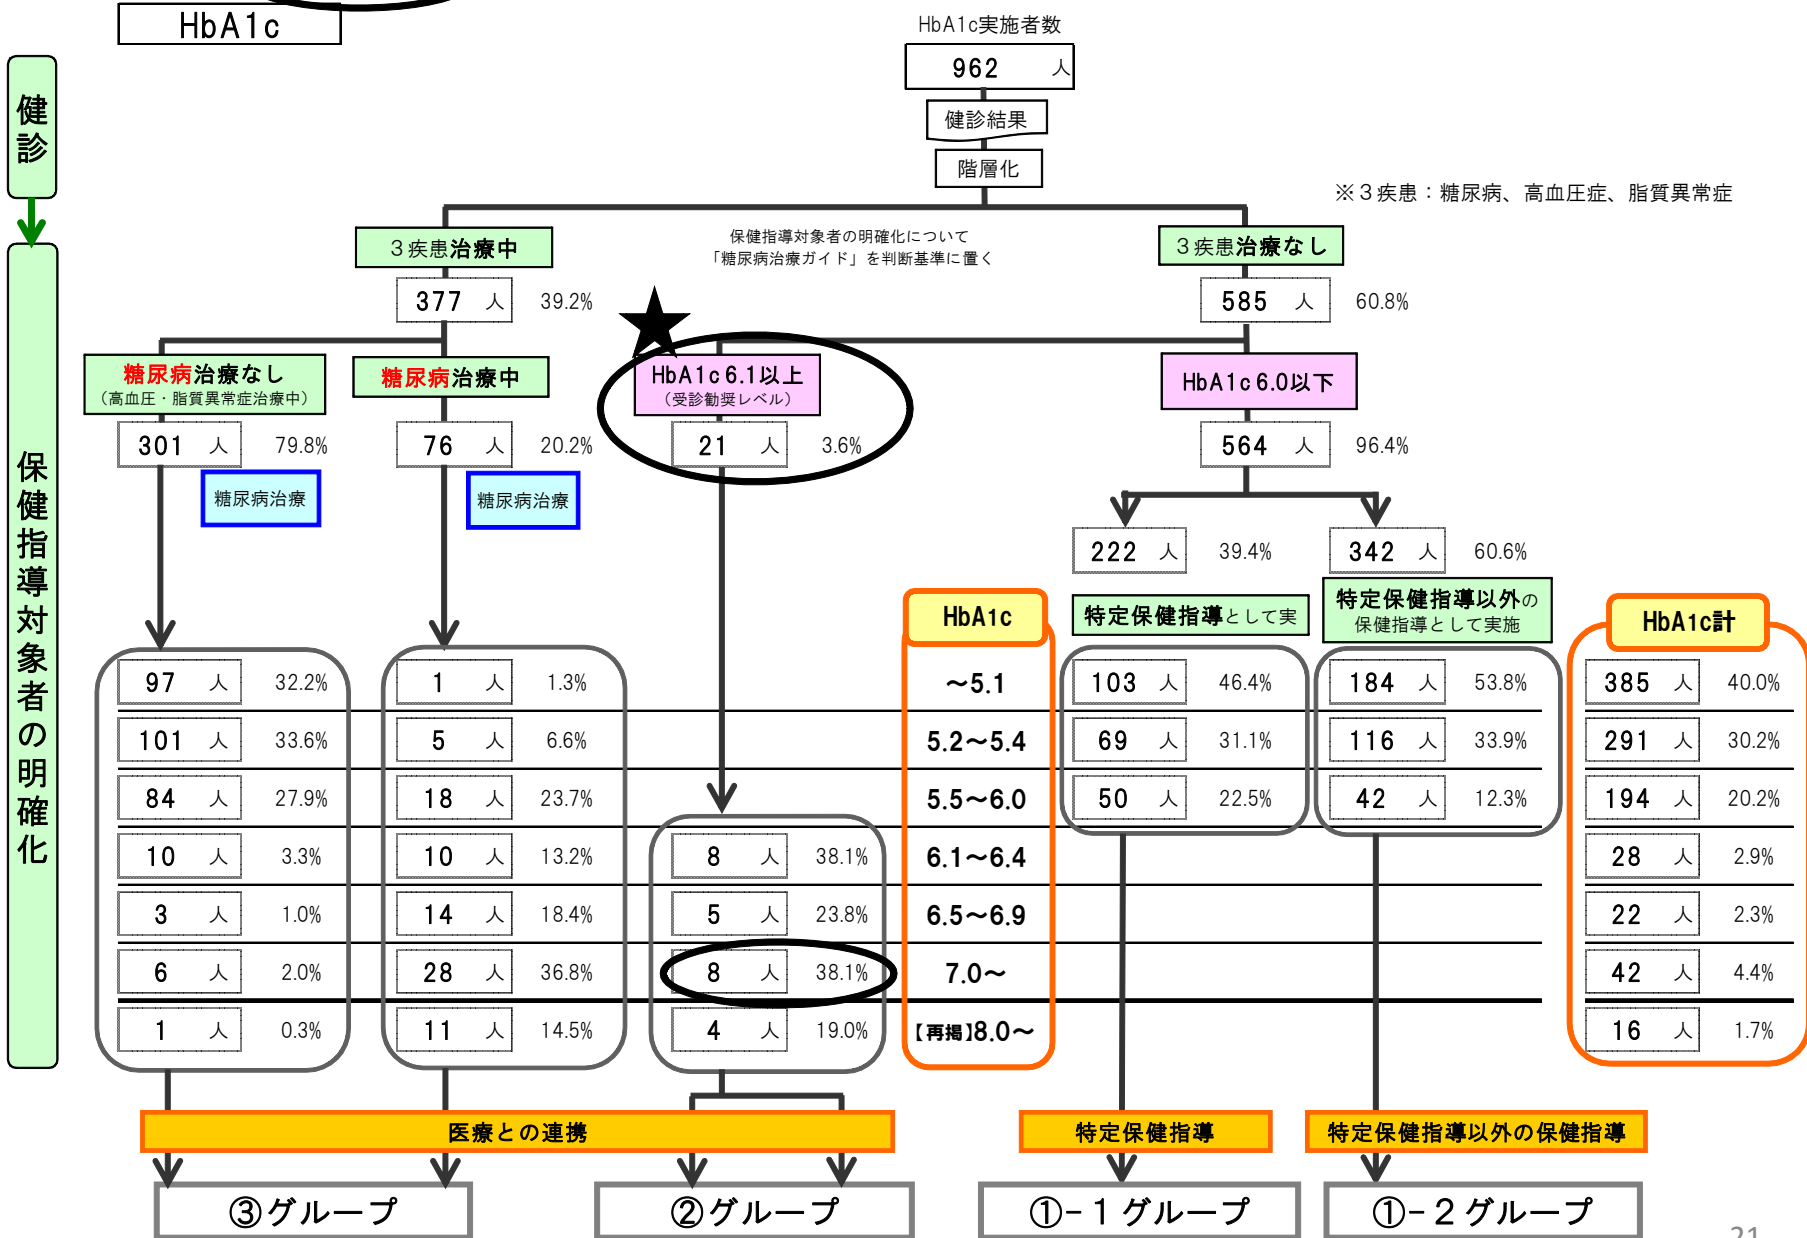 HbA1c
HbA1c実施者数
962 人
健診結果
階層化
※３疾患：糖尿病、高血圧症、脂質異常症
健診
３疾患治療中
保健指導対象者の明確化について
「糖尿病治療ガイド」を判断基準に置く
３疾患治療なし
377 人 39.2%
585 人 60.8%
糖尿病治療なし
（高血圧・脂質異常症治療中）
糖尿病治療中
HbA1c6.1以上
（受診勧奨レベル）
HbA1c6.0以下
301 人 79.8%
76 人 20.2%
21 人 3.6%
564 人 96.4%
糖尿病治療
糖尿病治療
222 人 39.4%
342 人 60.6%
保健指導対象者の明確化
HbA1c
特定保健指導として実
特定保健指導以外の
保健指導として実施
HbA1c計
97 人 32.2%
1 人 1.3%
～5.1
103 人 46.4%
184 人 53.8%
385 人 40.0%
101 人 33.6%
5 人 6.6%
5.2～5.4
69 人 31.1%
116 人 33.9%
291 人 30.2%
84 人 27.9%
18 人 23.7%
5.5～6.0
50 人 22.5%
42 人 12.3%
194 人 20.2%
10 人 3.3%
10 人 13.2%
8 人 38.1%
6.1～6.4
28 人 2.9%
3 人 1.0%
14 人 18.4%
5 人 23.8%
6.5～6.9
22 人 2.3%
6 人 2.0%
28 人 36.8%
8 人 38.1%
7.0～
42 人 4.4%
1 人 0.3%
11 人 14.5%
4 人 19.0%
【再掲】8.0～
16 人 1.7%
医療との連携
特定保健指導
特定保健指導以外の保健指導
③グループ
②グループ
①-１グループ
①-２グループ
21